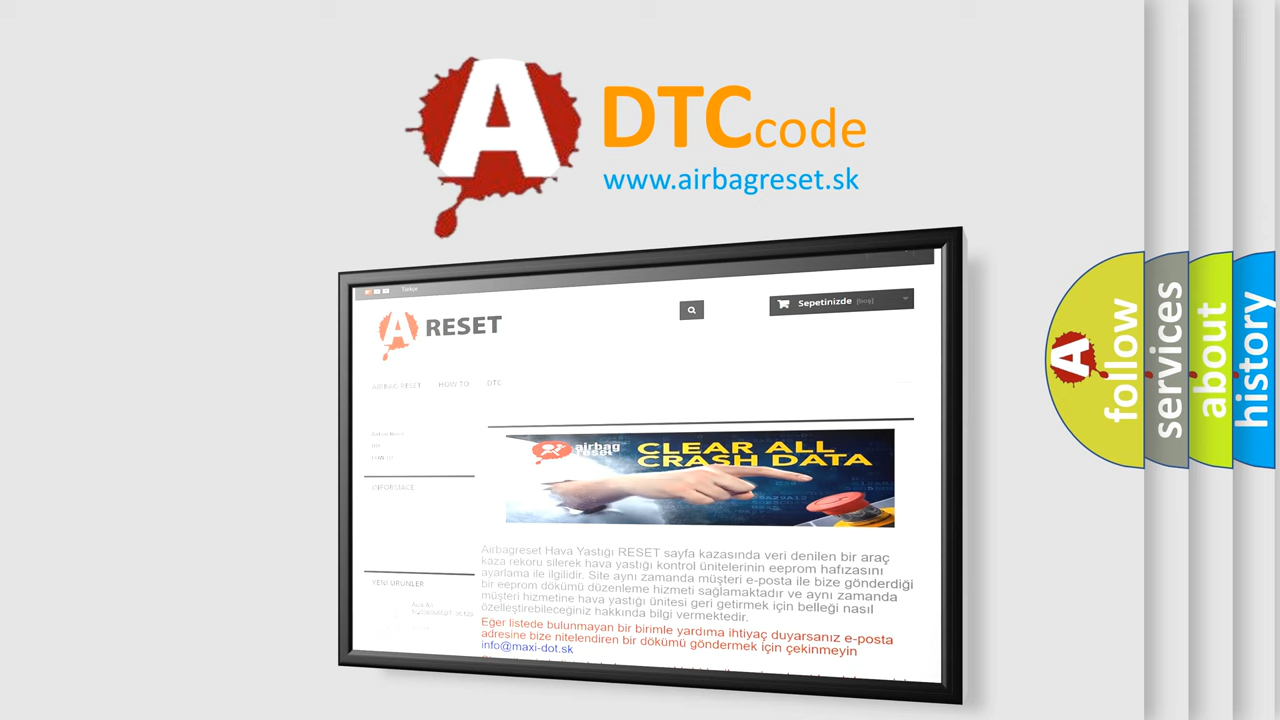 A DTCcode
www.airbagreset.sk
Türkçe
A RESET
Sepetinizde [boş]
AIRBAG RESET HOW TO DTC
INFORMACE
YENI ÜRÜNLER
airbag
reset
CLEAR ALL
CRASH DATA
Airbagreset Hava Yastığı RESET sayfa kazasında veri denilen bir araç
kaza rekoru silerek hava yastığı kontrol ünitelerinin eeprom hafızasını
ayarlama ile ilgilidir. Site aynı zamanda müşteri e-posta ile bize gönderdiği
bir eeprom dökümü düzenleme hizmeti sağlamaktadır ve aynı zamanda
müşteri hizmetine hava yastığı ünitesi geri getirmek için belleği nasıl
özelleştirebileceğiniz hakkında bilgi vermektedir.
Eğer listede bulunmayan bir birimle yardıma ihtiyaç duyarsanız e-posta
adresine bize nitelendiren bir dökümü göndermek için çekinmeyin
info@maxi-dot.sk
A follow
services
about
history